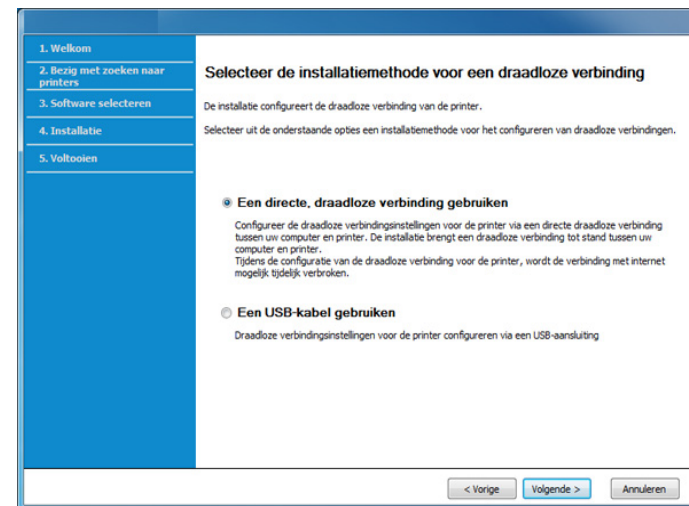 1. Welkom
2. Bezig met zoeken naar
printers
3. Software selecteren
4. Installatie
5. Voltooien
Selecteer de installatiemethode voor een draadloze verbinding
De installatie configureert de draadloze verbinding van de printer.
Selecteer uit de onderstaande opties een installatiemethode voor het configureren van draadloze verbindingen.
Een directe, draadloze verbinding gebruiken
Configureer de draadloze verbindingsinstellingen voor de printer via een directe draadloze verbinding
tussen uw computer en printer. De installatie brengt een draadloze verbinding tot stand tussen uw
computer en printer.
Tijdens de configuratie van de draadloze verbinding voor de printer, wordt de verbinding met internet
mogelijk tijdelijk verbroken.
Een USB-kabel gebruiken
Draadloze verbindingsinstellingen voor de printer configureren via een USB-aansluiting
< Vorige
Volgende >
Annuleren